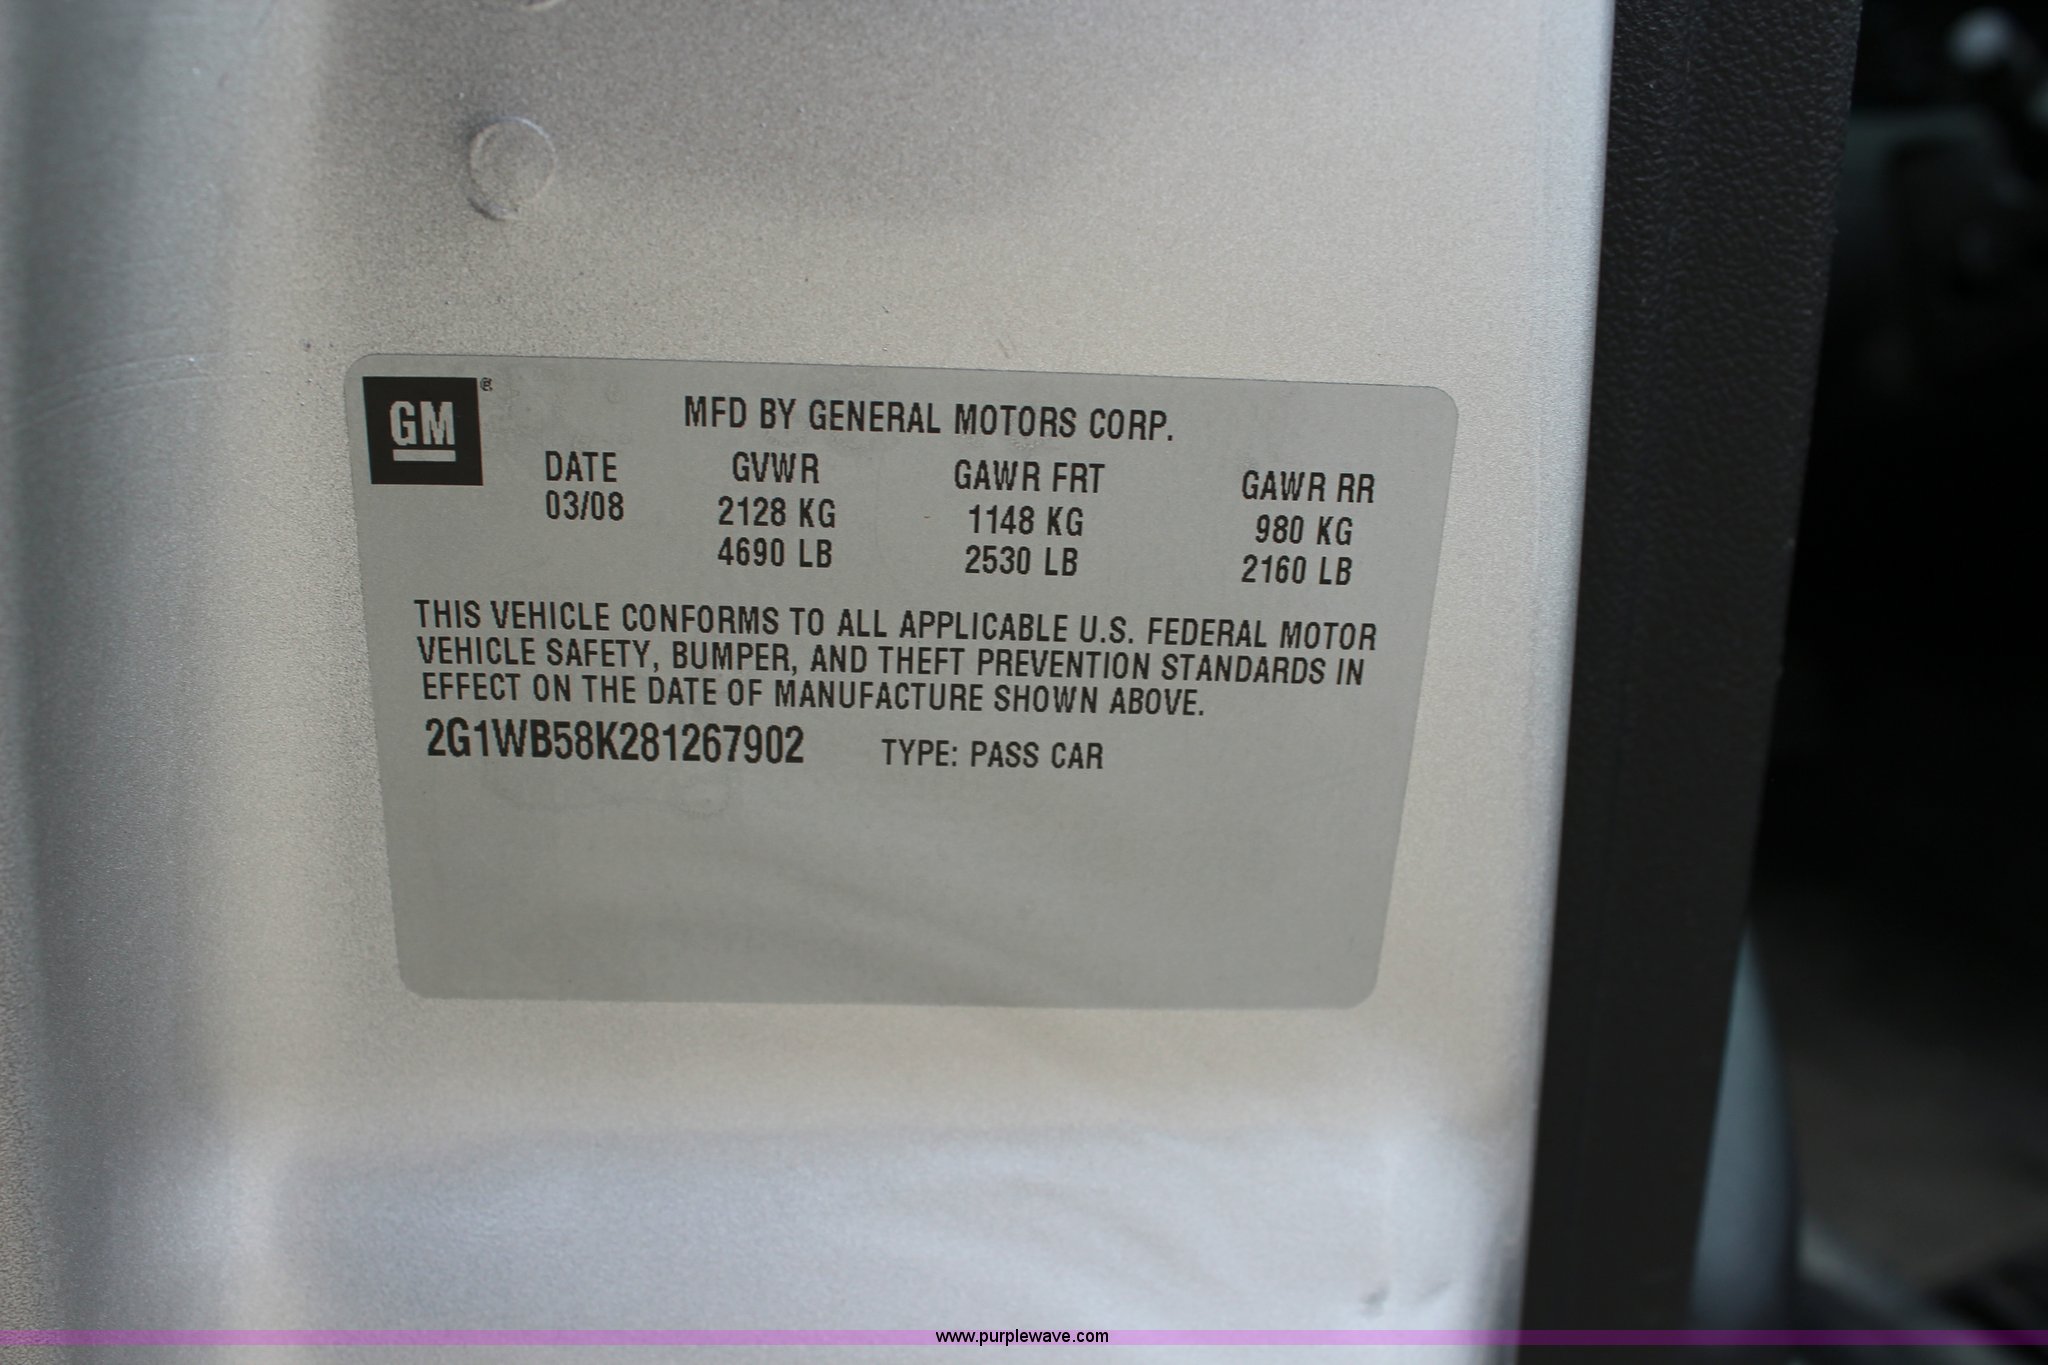 GM ®
MFD BY GENERAL MOTORS CORP.
DATE GVWR GAWR FRT GAWR RR
03/08 2128 KG 1148 KG 980 KG
4690 LB 2530 LB 2160 LB
THIS VEHICLE CONFORMS TO ALL APPLICABLE U.S. FEDERAL MOTOR
VEHICLE SAFETY, BUMPER, AND THEFT PREVENTION STANDARDS IN
EFFECT ON THE DATE OF MANUFACTURE SHOWN ABOVE.
2G1WB58K281267902 TYPE: PASS CAR
www.purplewave.com